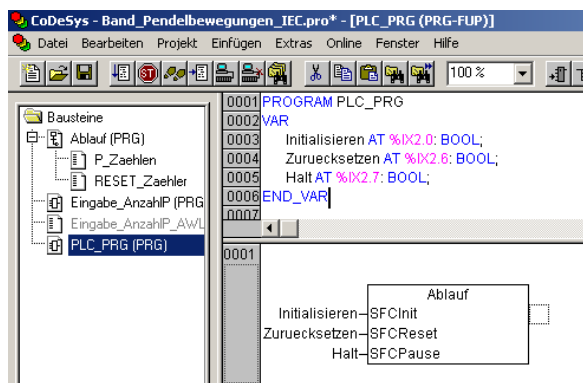 CoDeSys - Band_Pendelbewegungen_IEC.pro* - [PLC_PRG (PRG-FUP)]
Datei Bearbeiten Projekt Einfügen Extras Online Fenster Hilfe
100 %
Bausteine
Ablauf (PRG)
P_Zaehlen
RESET_Zaehler
Eingabe_AnzahlP (PRG
Eingabe_AnzahlP_AWL
PLC_PRG (PRG)
0001 PROGRAM PLC_PRG
0002 VAR
0003 Initialisieren AT %IX2.0: BOOL;
0004 Zuruecksetzen AT %IX2.6: BOOL;
0005 Halt AT %IX2.7: BOOL;
0006 END_VAR
0007
0001
Ablauf
Initialisieren SFCInit
Zuruecksetzen SFCReset
Halt SFCPause